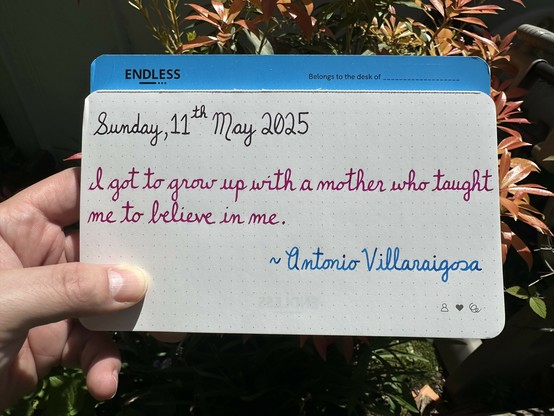 ENDLESS
Belongs to the desk of
Sunday, 11th May 2025
I got to grow up with a mother who taught
me to believe in me.
~ Antonio Villaraigosa